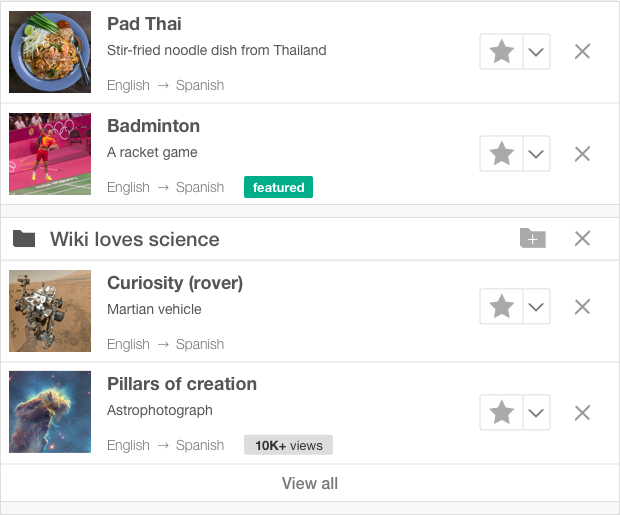 Pad Thai
Stir-fried noodle dish from Thailand
English → Spanish
Badminton
A racket game
English → Spanish featured
Wiki loves science
Curiosity (rover)
Martian vehicle
English → Spanish
Pillars of creation
Astrophotograph
English → Spanish 10K+ views
View all